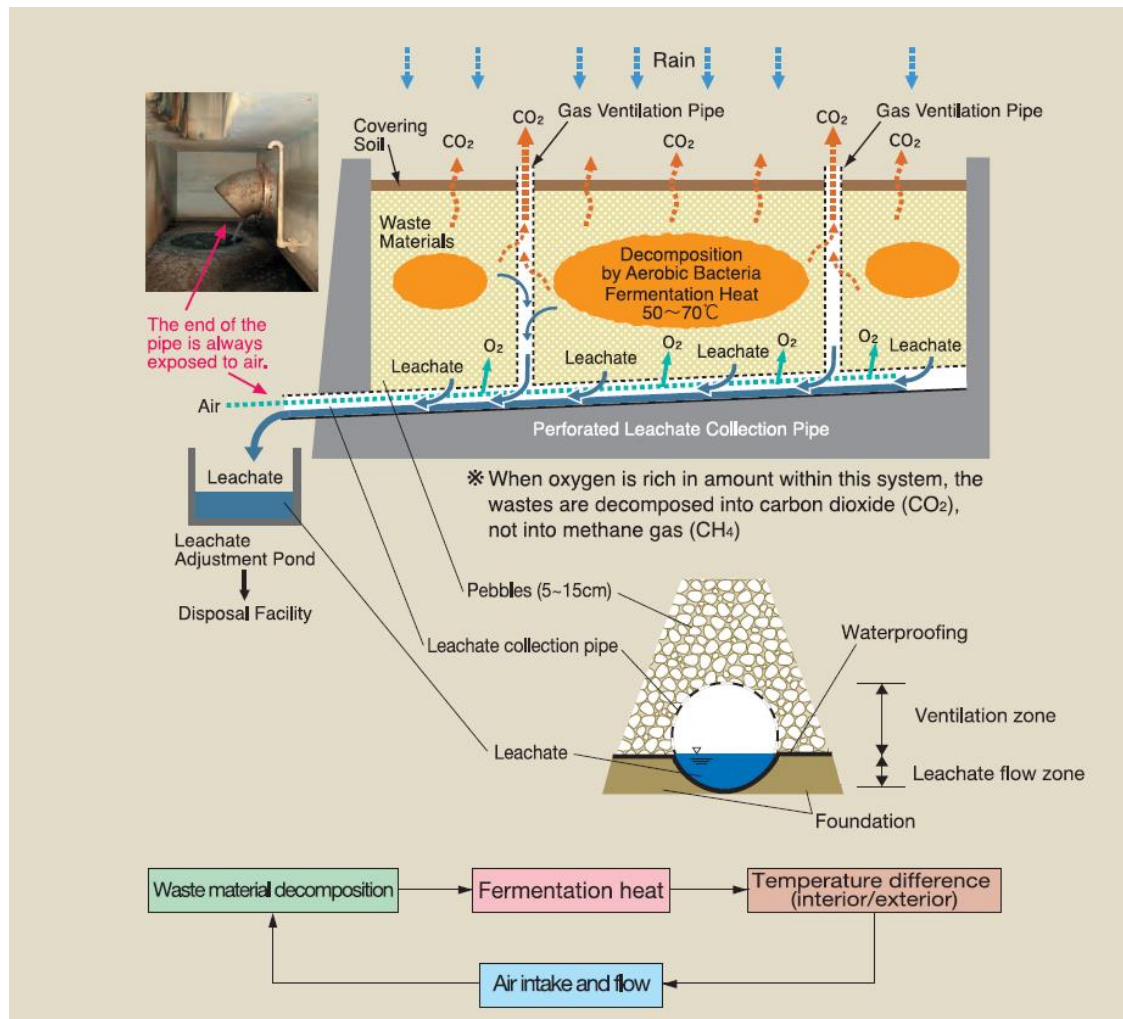 Rain
Gas Ventilation Pipe
Gas Ventilation Pipe
CO₂
CO₂
Covering
Soil
CO₂
CO₂
CO₂
Waste
Materials
Decomposition
by Aerobic Bacteria
Fermentation Heat
50～70℃
The end of the
pipe is always
exposed to air.
O₂
O₂
O₂
O₂
Leachate
Leachate
Leachate
Leachate
Air
Perforated Leachate Collection Pipe
Leachate
※ When oxygen is rich in amount within this system, the
wastes are decomposed into carbon dioxide (CO₂),
not into methane gas (CH₄)
Leachate
Adjustment Pond
Disposal Facility
Pebbles (5~15cm)
Leachate collection pipe
Waterproofing
Ventilation zone
Leachate
Leachate flow zone
Foundation
Waste material decomposition
Fermentation heat
Temperature difference
(interior/exterior)
Air intake and flow